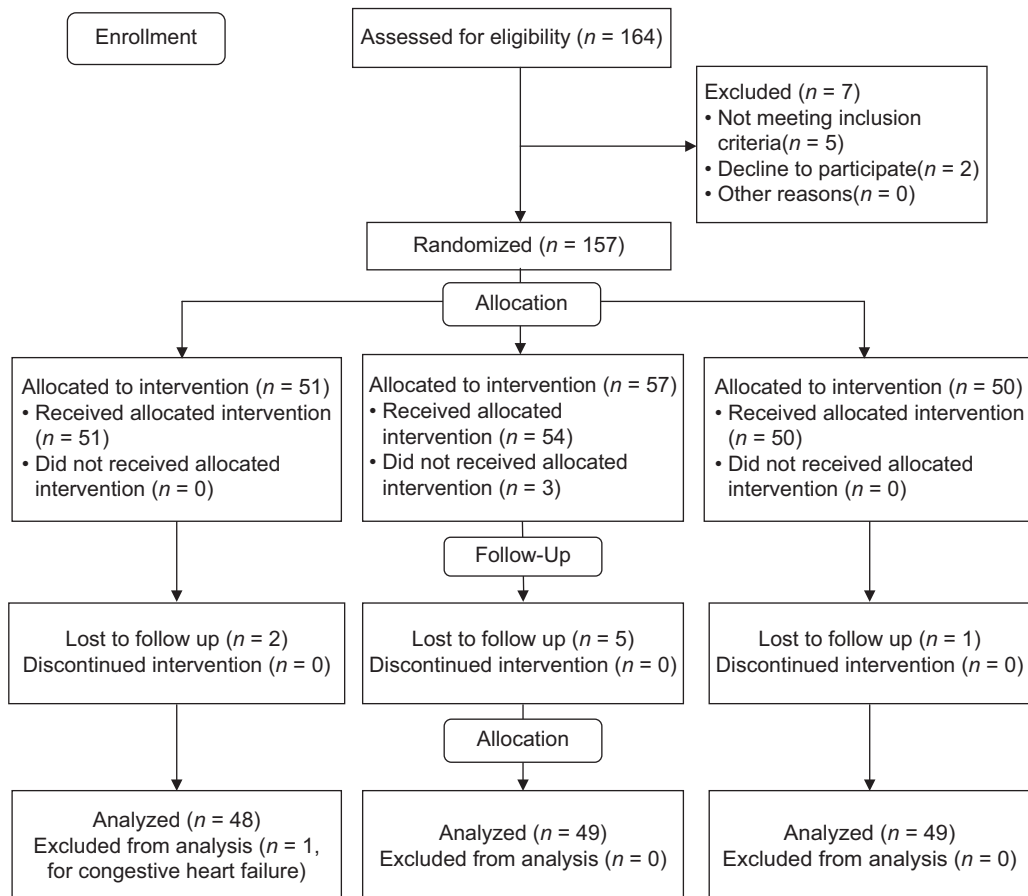 Enrollment
Assessed for eligibility (n = 164)
Excluded (n = 7)
• Not meeting inclusion
criteria(n = 5)
• Decline to participate(n = 2)
• Other reasons(n = 0)
Randomized (n = 157)
Allocation
Allocated to intervention (n = 51)
• Received allocated intervention
(n = 51)
• Did not received allocated
intervention (n = 0)
Allocated to intervention (n = 57)
• Received allocated
intervention (n = 54)
• Did not received allocated
intervention (n = 3)
Allocated to intervention (n = 50)
• Received allocated intervention
(n = 50)
• Did not received allocated
intervention (n = 0)
Follow-Up
Lost to follow up (n = 2)
Discontinued intervention (n = 0)
Lost to follow up (n = 5)
Discontinued intervention (n = 0)
Lost to follow up (n = 1)
Discontinued intervention (n = 0)
Allocation
Analyzed (n = 48)
Excluded from analysis (n = 1,
for congestive heart failure)
Analyzed (n = 49)
Excluded from analysis (n = 0)
Analyzed (n = 49)
Excluded from analysis (n = 0)